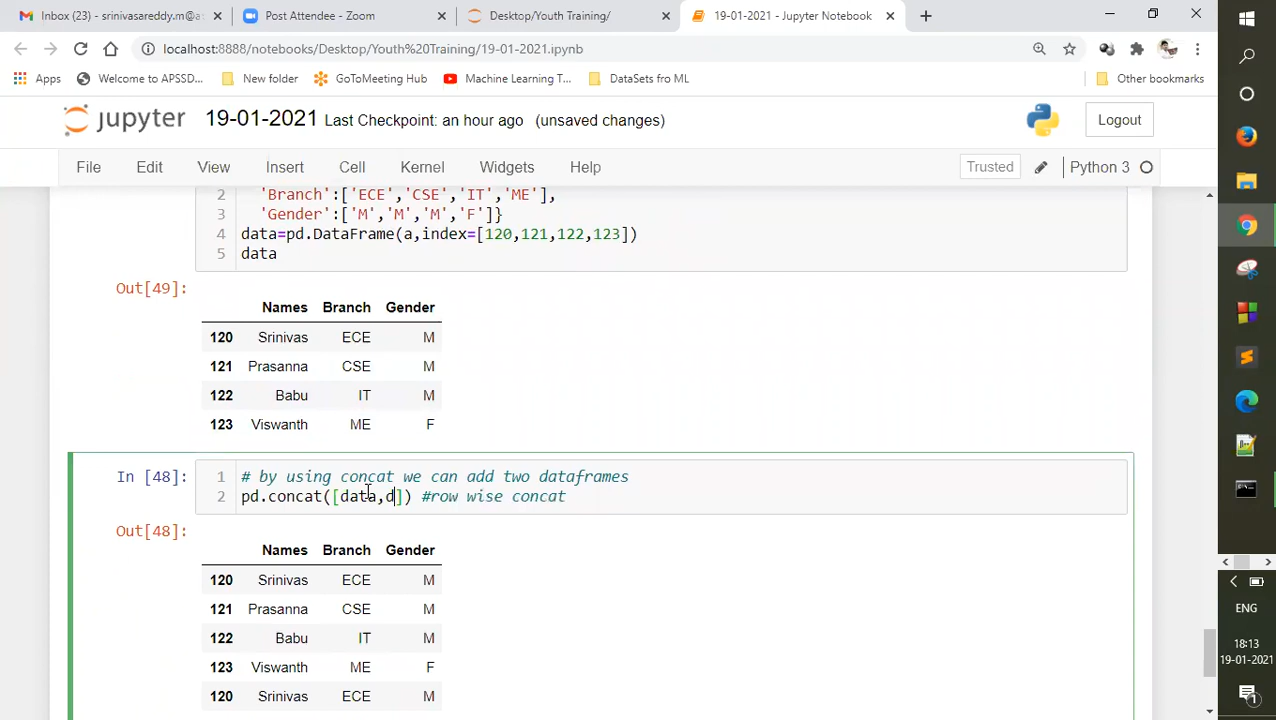 Inbox (23) - srinivasareddy.m@a
Post Attendee - Zoom
Desktop/Youth Training/
19-01-2021 - Jupyter Notebook
localhost:8888/notebooks/Desktop/Youth%20Training/19-01-2021.ipynb
Apps
Welcome to APSSD...
New folder
GoToMeeting Hub
Machine Learning T...
DataSets fro ML
Other bookmarks
jupyter 19-01-2021 Last Checkpoint: an hour ago (unsaved changes)
Logout
File Edit View Insert Cell Kernel Widgets Help
Trusted
Python 3
2 'Branch':['ECE','CSE','IT','ME'],
3 'Gender':['M','M','M','F']}
4 data=pd.DataFrame(a,index=[120,121,122,123])
5 data
Out[49]:
Names Branch Gender
120 Srinivas ECE M
121 Prasanna CSE M
122 Babu IT M
123 Viswanth ME F
In [48]:
1 # by using concat we can add two dataframes
2 pd.concat([data,d]) #row wise concat
Out[48]:
Names Branch Gender
120 Srinivas ECE M
121 Prasanna CSE M
122 Babu IT M
123 Viswanth ME F
120 Srinivas ECE M
ENG
18:13
19-01-2021
1